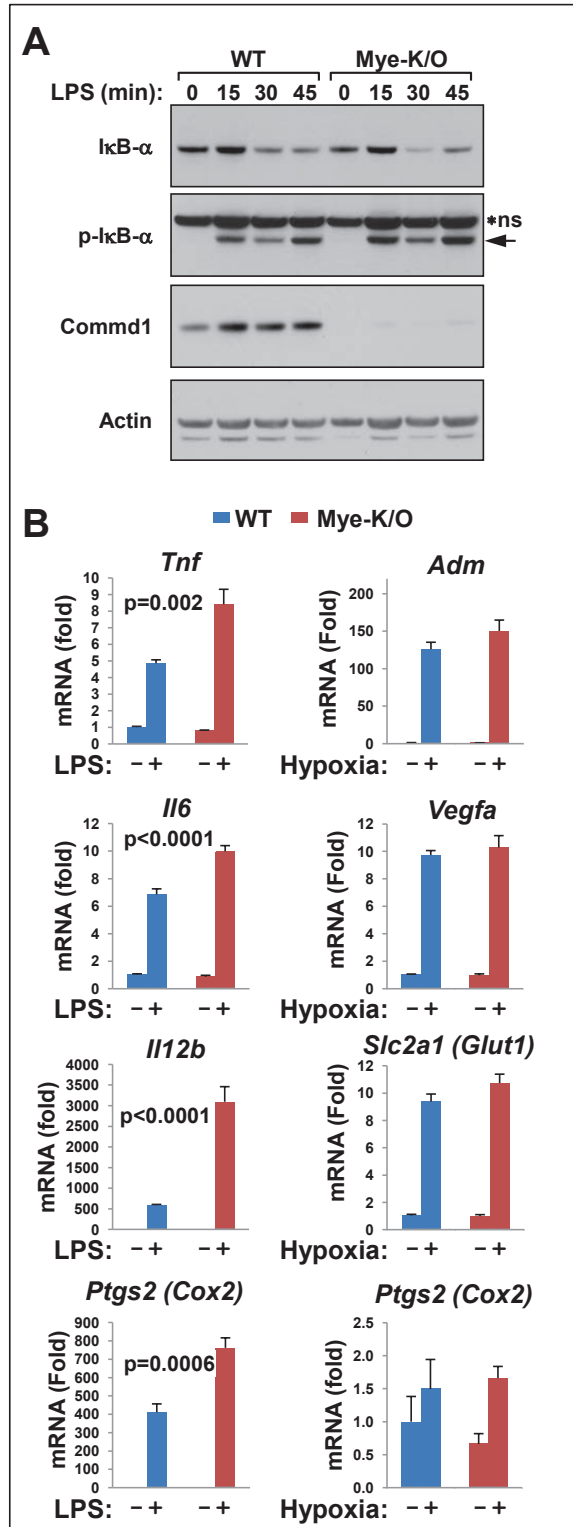 A
WT Mye-K/O
LPS (min): 0 15 30 45 0 15 30 45
IκB-α
p-IκB-α
*ns
Commd1
Actin
B
WT Mye-K/O
Tnf
mRNA (fold)
10
9
8
7
6
5
4
3
2
1
0
p=0.002
LPS: − + − +
Adm
mRNA (Fold)
200
150
100
50
0
Hypoxia: − + − +
Il6
mRNA (fold)
12
10
8
6
4
2
0
p<0.0001
LPS: − + − +
Vegfa
mRNA (Fold)
12
10
8
6
4
2
0
Hypoxia: − + − +
Il12b
mRNA (fold)
4000
3500
3000
2500
2000
1500
1000
500
0
p<0.0001
LPS: − + − +
Slc2a1 (Glut1)
mRNA (Fold)
12
10
8
6
4
2
0
Hypoxia: − + − +
Ptgs2 (Cox2)
mRNA (Fold)
900
800
700
600
500
400
300
200
100
0
p=0.0006
LPS: − + − +
Ptgs2 (Cox2)
mRNA (Fold)
2.5
2.0
1.5
1.0
0.5
0.0
Hypoxia: − + − +